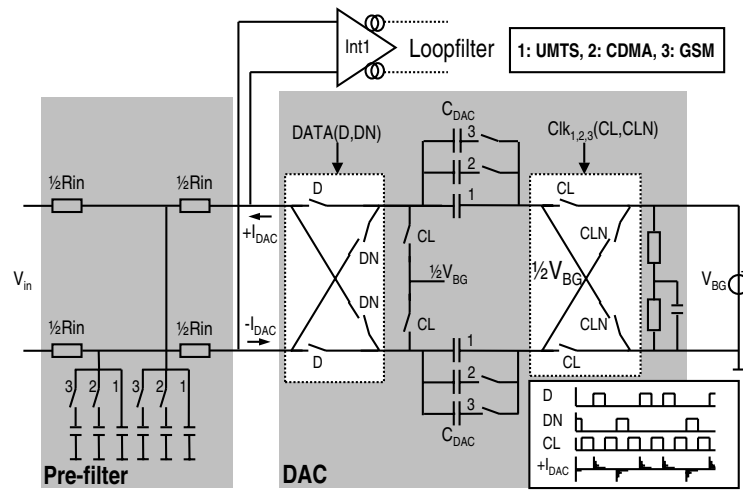 Int1
Loopfilter
1: UMTS, 2: CDMA, 3: GSM
C_DAC
DATA(D,DN)
Clk_1,2,3(CL,CLN)
3
2
1
½Rin
½Rin
D
CL
+I_DAC
CL
DN
CLN
V_in
½V_BG
½V_BG
V_BG
DN
CLN
½Rin
½Rin
-I_DAC
CL
D
CL
1
2
3
C_DAC
3 2 1 3 2 1
Pre-filter
DAC
D
DN
CL
+I_DAC